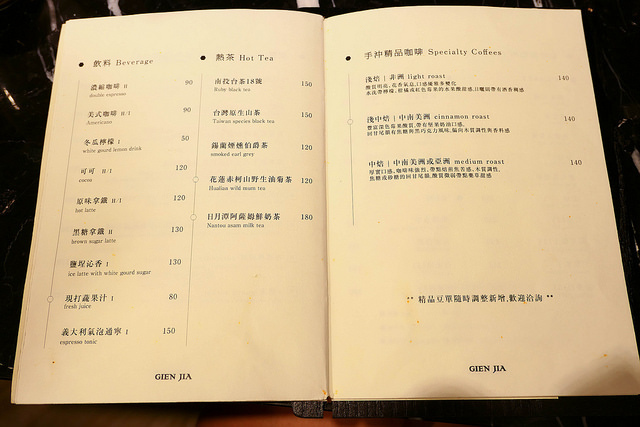 飲料 Beverage
濃縮咖啡 H 90
double espresso
美式咖啡 H/I 90
Americano
冬瓜檸檬 I 50
white gourd lemon drink
可可 H/I 120
cocoa
原味拿鐵 H/I 120
hot latte
黑糖拿鐵 H 130
brown sugar latte
鹽埕沁香 I 130
ice latte with white gourd sugar
現打蔬果汁 I 80
fresh juice
義大利氣泡通寧 I 150
espresso tonic
GIEN JIA
熱茶 Hot Tea
南投台茶18號 150
Ruby black tea
台灣原生山茶 150
Taiwan species black tea
錫蘭煙燻伯爵茶 120
smoked earl grey
花蓮赤柯山野生油菊茶 120
Hualian wild mum tea
日月潭阿薩姆鮮奶茶 180
Nantou asam milk tea
手沖精品咖啡 Specialty Coffees
淺焙 | 非洲 light roast 140
淺中焙 | 中南美洲 cinnamon roast 140
中焙 | 中南美洲或亞洲 medium roast 140
** 精品豆單隨時調整新增,歡迎洽詢 **
GIEN JIA